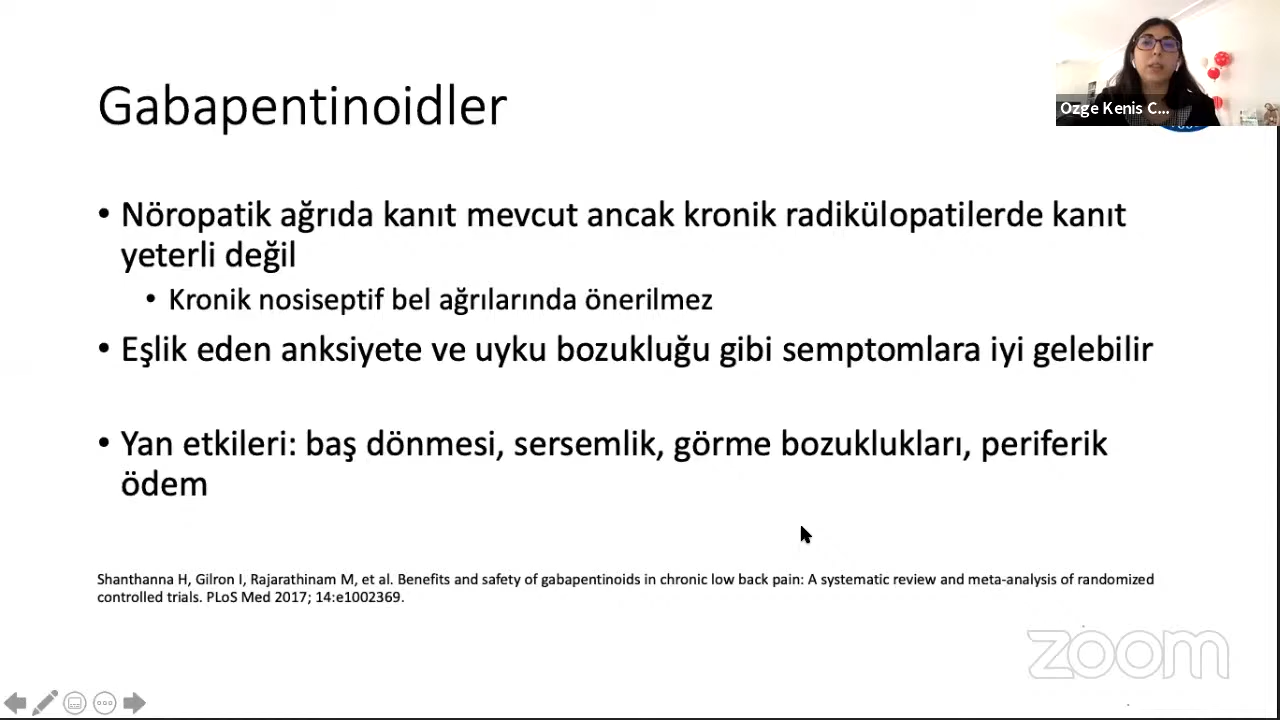 Gabapentinoidler
Ozge Kenis C...
• Nöropatik ağrıda kanıt mevcut ancak kronik radikülopatilerde kanıt
yeterli değil
• Kronik nosiseptif bel ağrılarında önerilmez
• Eşlik eden anksiyete ve uyku bozukluğu gibi semptomlara iyi gelebilir
• Yan etkileri: baş dönmesi, sersemlik, görme bozuklukları, periferik
ödem
Shanthanna H, Gilron I, Rajarathinam M, et al. Benefits and safety of gabapentinoids in chronic low back pain: A systematic review and meta-analysis of randomized
controlled trials. PLoS Med 2017; 14:e1002369.
zoom